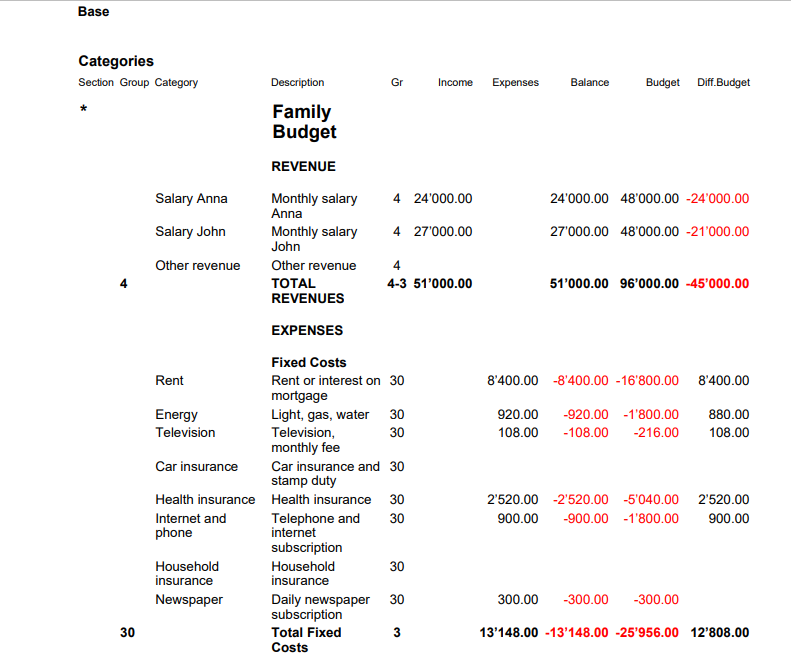 Base
Categories
Section Group Category Description Gr Income Expenses Balance Budget Diff.Budget
* Family
Budget
REVENUE
Salary Anna Monthly salary 4 24’000.00 24’000.00 48’000.00 -24’000.00
Anna
Salary John Monthly salary 4 27’000.00 27’000.00 48’000.00 -21’000.00
John
Other revenue Other revenue 4
4 TOTAL 4-3 51’000.00 51’000.00 96’000.00 -45’000.00
REVENUES
EXPENSES
Fixed Costs
Rent Rent or interest on 30 8’400.00 -8’400.00 -16’800.00 8’400.00
mortgage
Energy Light, gas, water 30 920.00 -920.00 -1’800.00 880.00
Television Television, 30 108.00 -108.00 -216.00 108.00
monthly fee
Car insurance Car insurance and 30
stamp duty
Health insurance Health insurance 30 2’520.00 -2’520.00 -5’040.00 2’520.00
Internet and Telephone and 30 900.00 -900.00 -1’800.00 900.00
phone internet
subscription
Household Household 30
insurance insurance
Newspaper Daily newspaper 30 300.00 -300.00 -300.00
subscription
30 Total Fixed 3 13’148.00 -13’148.00 -25’956.00 12’808.00
Costs